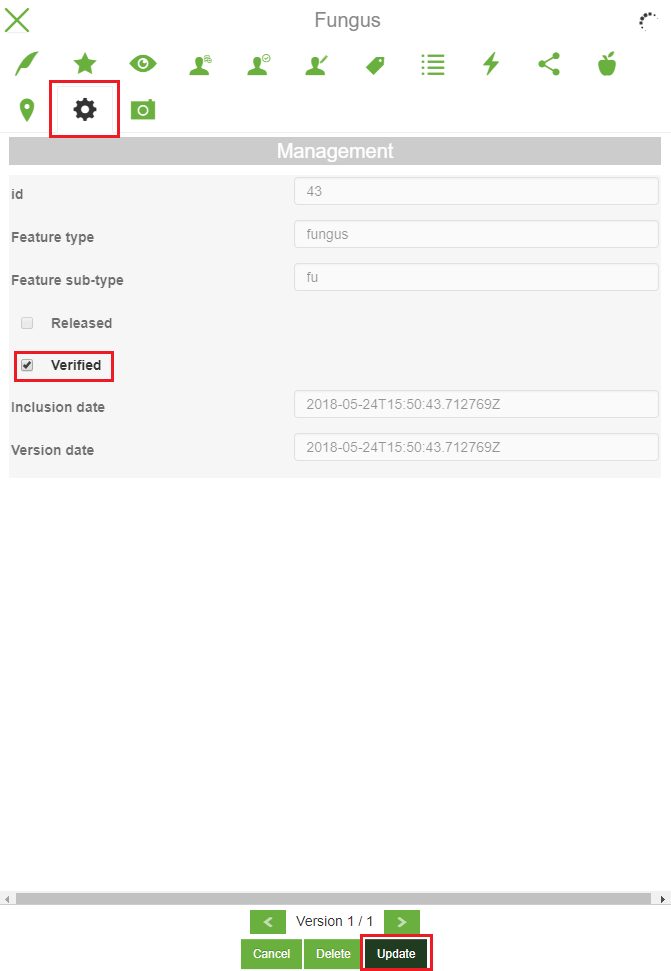 Fungus
Management
id 43
Feature type fungus
Feature sub-type fu
Released
Verified
Inclusion date 2018-05-24T15:50:43.712769Z
Version date 2018-05-24T15:50:43.712769Z
< Version 1 / 1 >
Cancel Delete Update